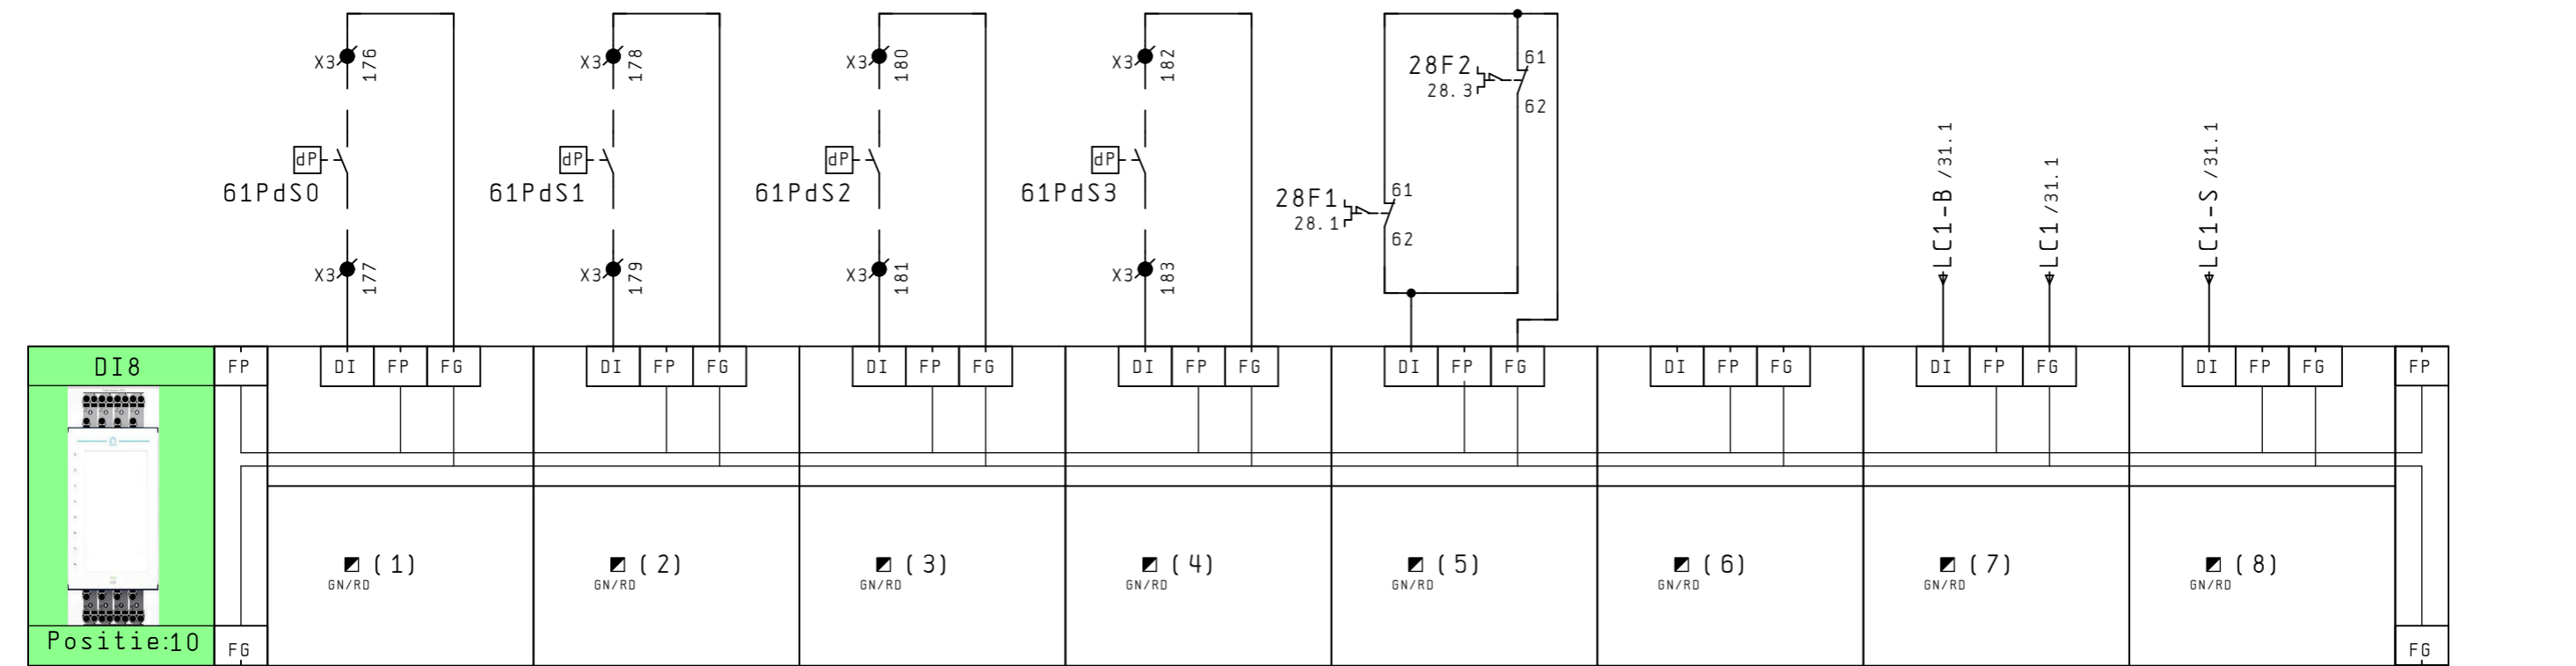 X3 176
X3 178
X3 180
X3 182
28F2 61
28.3
62
dP
61PdS0
dP
61PdS1
dP
61PdS2
dP
61PdS3
28F1 61
28.1
62
LC1-B /31.1
LC1 /31.1
LC1-S /31.1
X3 177
X3 179
X3 181
X3 183
DI8
FP
DI FP FG
DI FP FG
DI FP FG
DI FP FG
DI FP FG
DI FP FG
DI FP FG
DI FP FG
FP
(1)
GN/RD
(2)
GN/RD
(3)
GN/RD
(4)
GN/RD
(5)
GN/RD
(6)
GN/RD
(7)
GN/RD
(8)
GN/RD
Positie:10
FG
FG